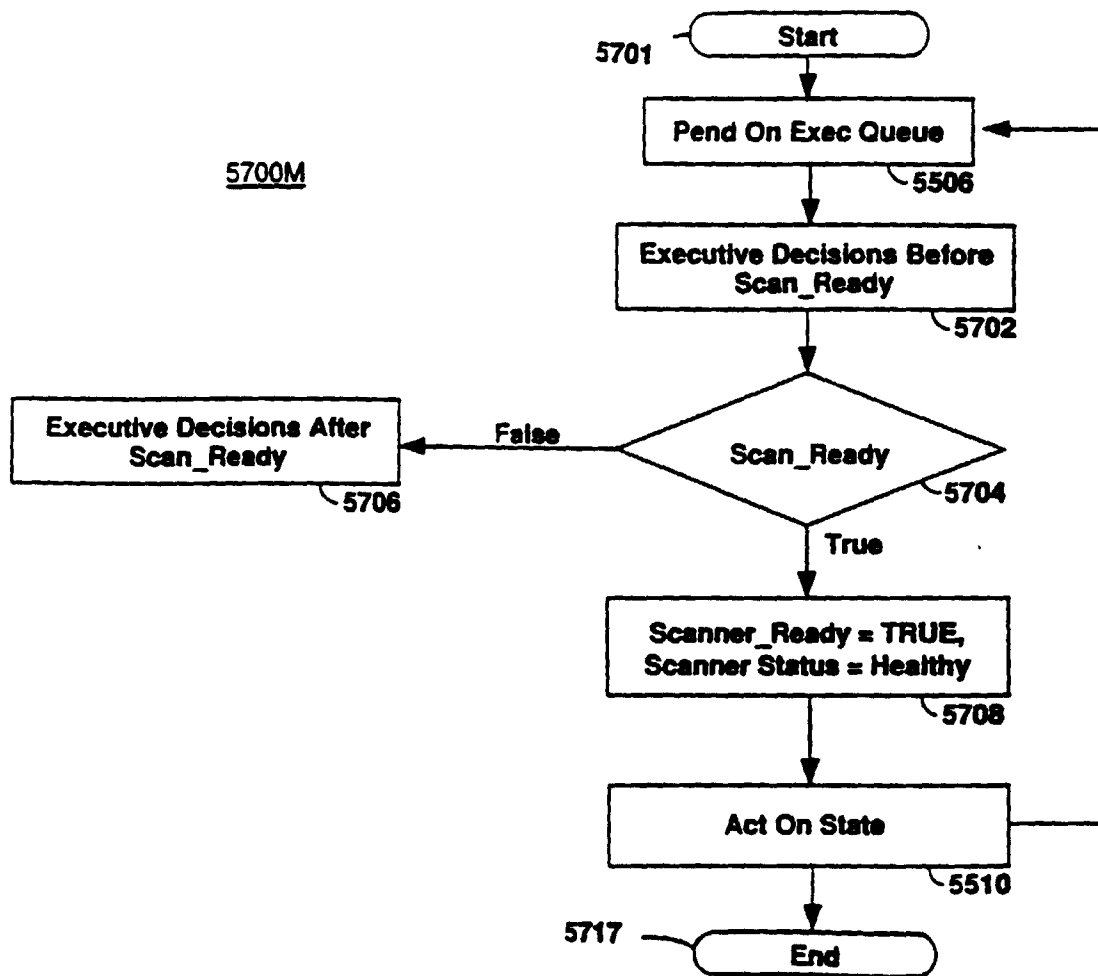 Start
5701
Pend On Exec Queue
5506
5700M
Executive Decisions Before
Scan_Ready
5702
Scan_Ready
5704
False
Executive Decisions After
Scan_Ready
5706
True
Scanner_Ready = TRUE,
Scanner Status = Healthy
5708
Act On State
5510
5717
End